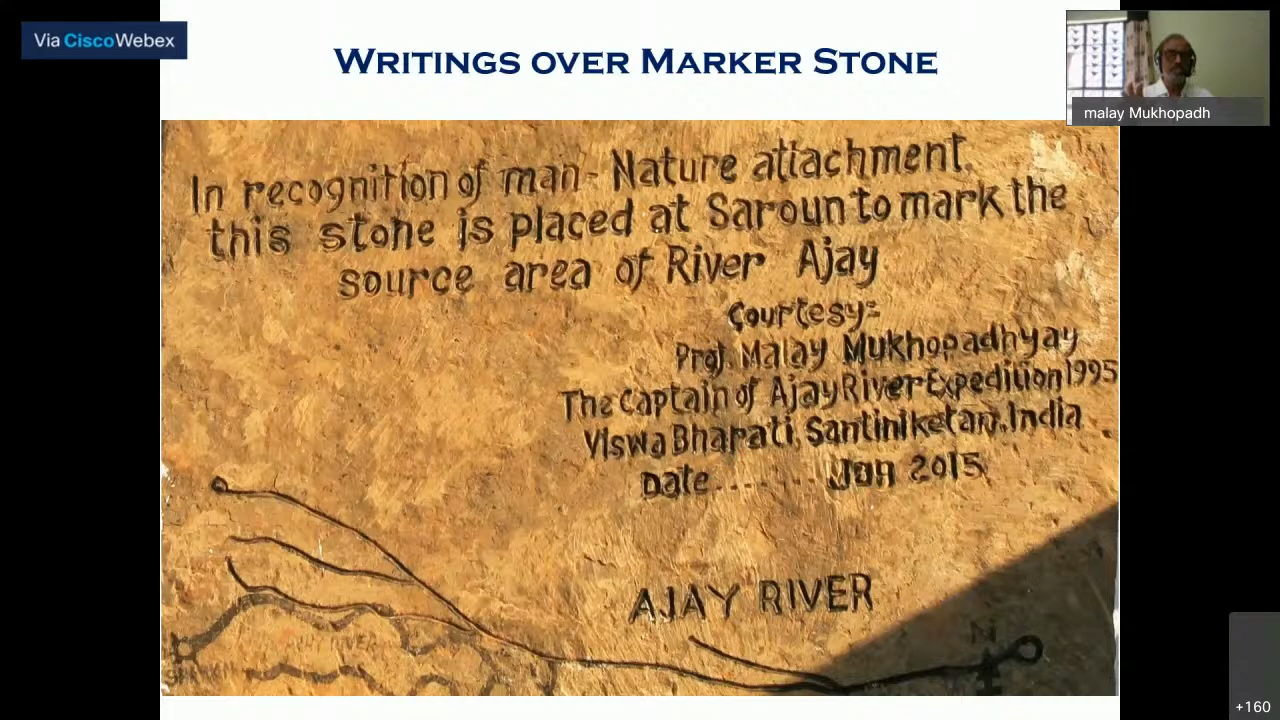 Via Cisco Webex
WRITINGS OVER MARKER STONE
malay Mukhopadh
In recognition of man - Nature attachment,
this stone is placed at Saroun to mark the
source area of River Ajay
Courtesy:
Prof. Malay Mukhopadhyay
The Captain of Ajay River Expedition 1995
Viswa Bharati, Santiniketan, India.
Date....... Jan 2015
AJAY RIVER
N
+160